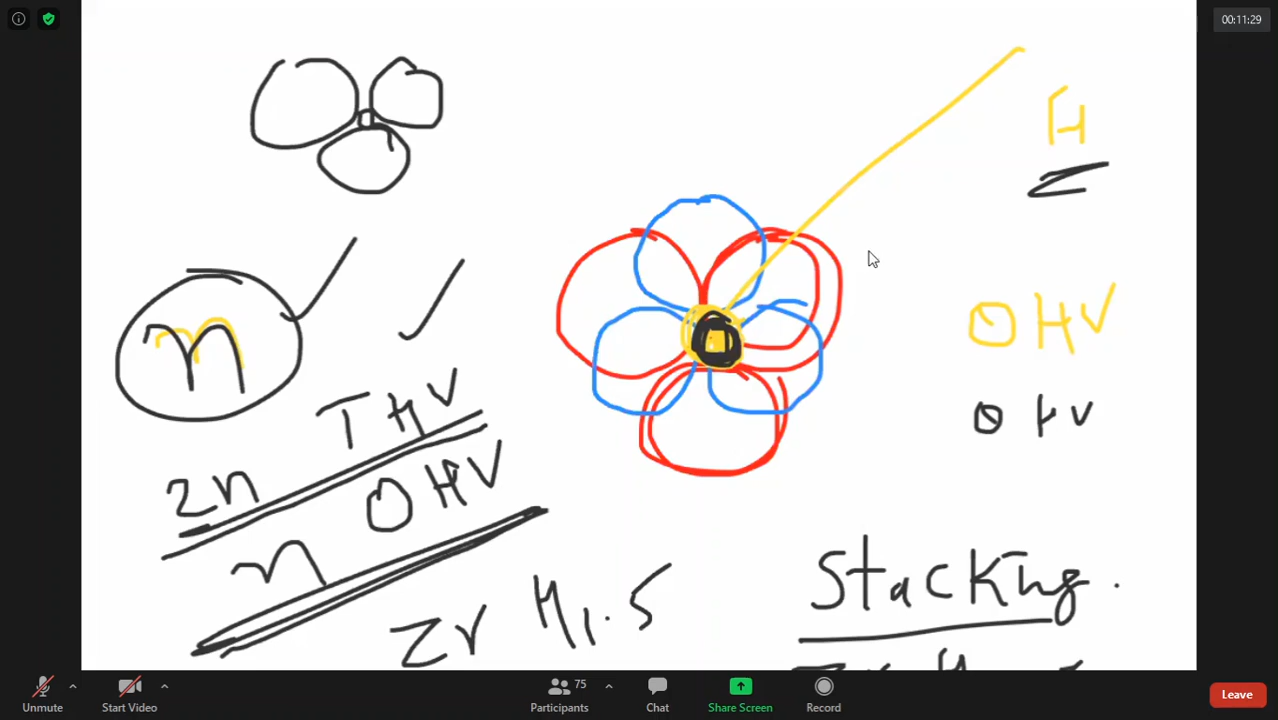 00:11:29
H
n
OHV
THV
OHV
2n
OHV
n
Zr H1.5
Stacking.
Unmute
Start Video
75
Participants
Chat
Share Screen
Record
Leave